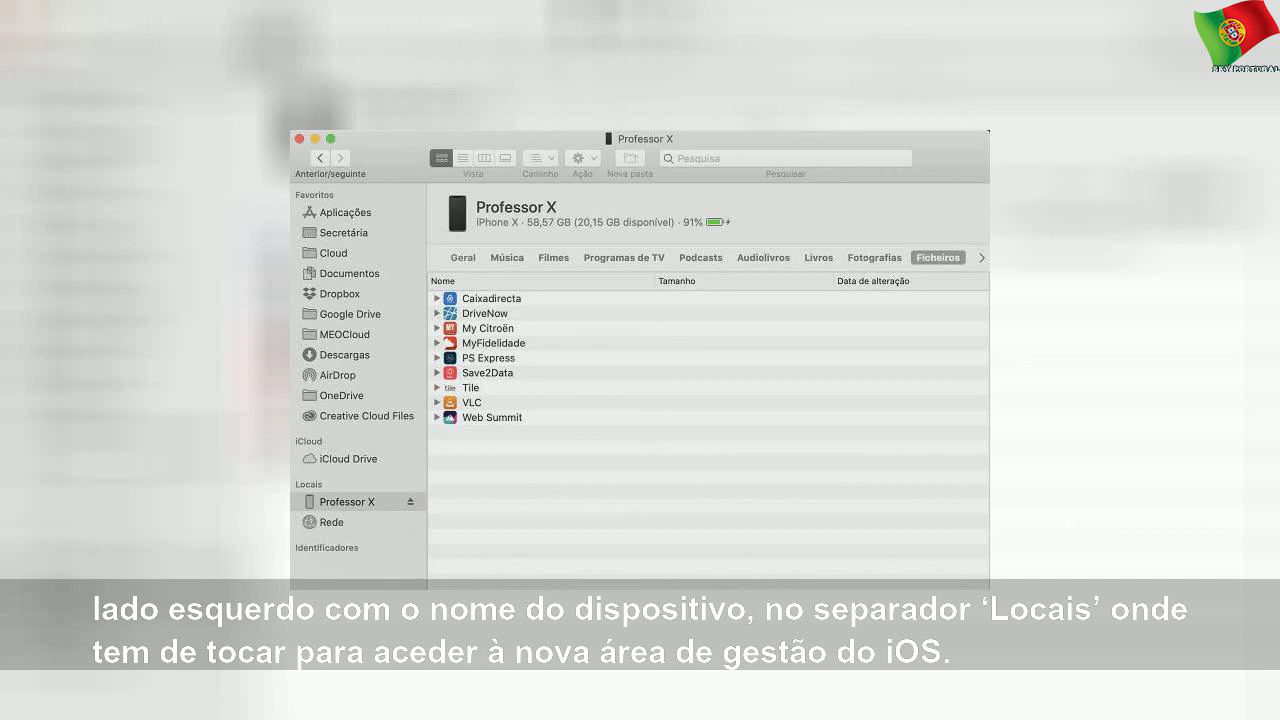 SKYPORTUGAL
Professor X
Pesquisa
Anterior/seguinte
Vista
Caminho
Ação
Nova pasta
Pesquisar
Favoritos
Aplicações
Secretária
Cloud
Documentos
Dropbox
Google Drive
MEOCloud
Descargas
AirDrop
OneDrive
Creative Cloud Files
iCloud
iCloud Drive
Locais
Professor X
Rede
Identificadores
Professor X
iPhone X · 58,57 GB (20,15 GB disponível) · 91%
Geral Música Filmes Programas de TV Podcasts Audiolivros Livros Fotografias Ficheiros
Nome Tamanho Data de alteração
Caixadirecta
DriveNow
MY My Citroën
MyFidelidade
PS Express
Save2Data
tile Tile
VLC
Web Summit
lado esquerdo com o nome do dispositivo, no separador ‘Locais’ onde
tem de tocar para aceder à nova área de gestão do iOS.